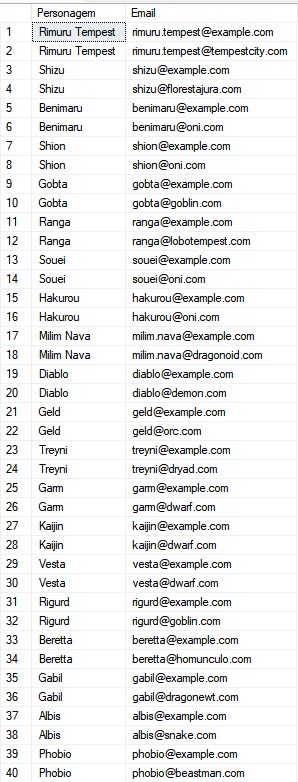 Personagem Email
1 Rimuru Tempest rimuru.tempest@example.com
2 Rimuru Tempest rimuru.tempest@tempestcity.com
3 Shizu shizu@example.com
4 Shizu shizu@florestajura.com
5 Benimaru benimaru@example.com
6 Benimaru benimaru@oni.com
7 Shion shion@example.com
8 Shion shion@oni.com
9 Gobta gobta@example.com
10 Gobta gobta@goblin.com
11 Ranga ranga@example.com
12 Ranga ranga@lobotempest.com
13 Souei souei@example.com
14 Souei souei@oni.com
15 Hakurou hakurou@example.com
16 Hakurou hakurou@oni.com
17 Milim Nava milim.nava@example.com
18 Milim Nava milim.nava@dragonoid.com
19 Diablo diablo@example.com
20 Diablo diablo@demon.com
21 Geld geld@example.com
22 Geld geld@orc.com
23 Treyni treyni@example.com
24 Treyni treyni@dryad.com
25 Garm garm@example.com
26 Garm garm@dwarf.com
27 Kaijin kaijin@example.com
28 Kaijin kaijin@dwarf.com
29 Vesta vesta@example.com
30 Vesta vesta@dwarf.com
31 Rigurd rigurd@example.com
32 Rigurd rigurd@goblin.com
33 Beretta beretta@example.com
34 Beretta beretta@homunculo.com
35 Gabil gabil@example.com
36 Gabil gabil@dragonewt.com
37 Albis albis@example.com
38 Albis albis@snake.com
39 Phobio phobio@example.com
40 Phobio phobio@beastman.com